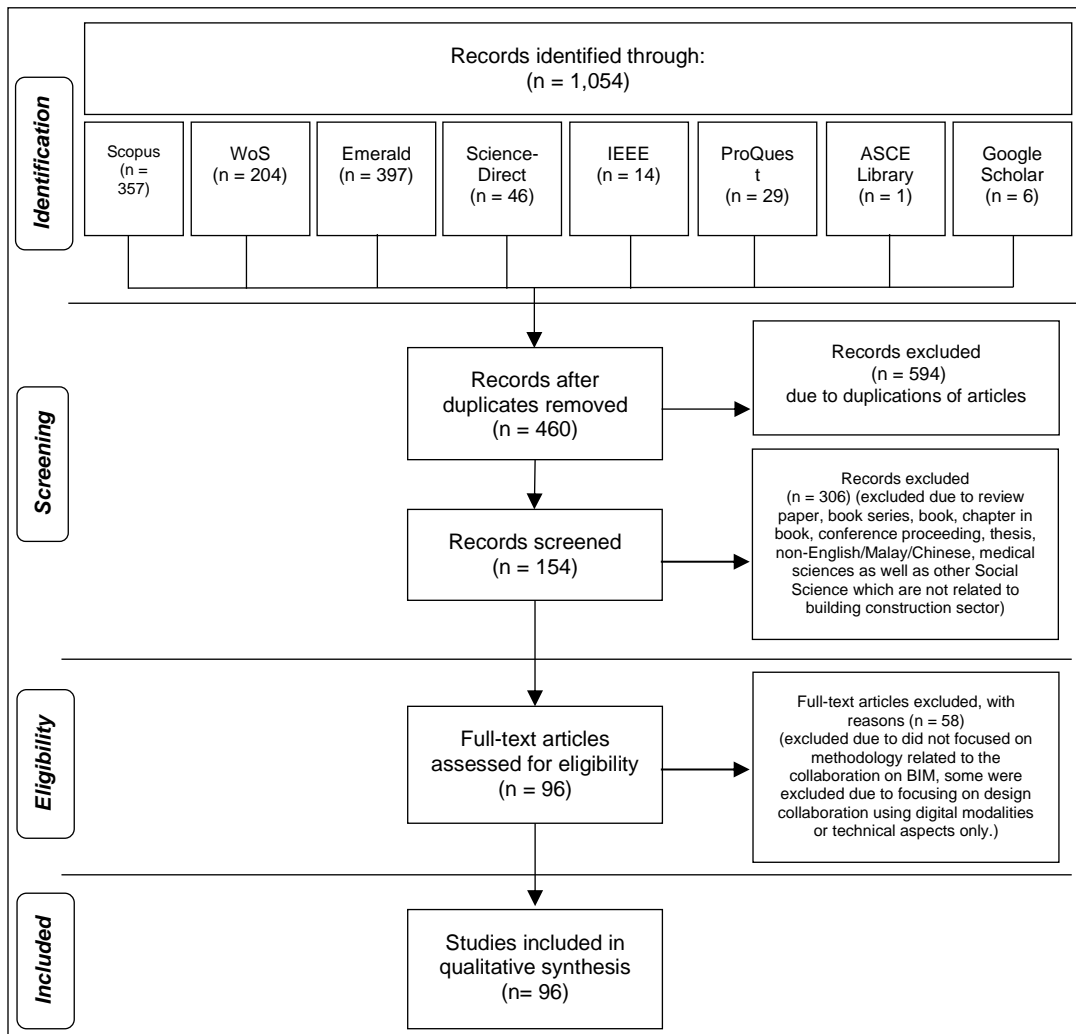 Identification
Records identified through:
(n = 1,054)
Scopus
(n =
357)
WoS
(n = 204)
Emerald
(n = 397)
Science-
Direct
(n = 46)
IEEE
(n = 14)
ProQues
t
(n = 29)
ASCE
Library
(n = 1)
Google
Scholar
(n = 6)
Screening
Records after
duplicates removed
(n = 460)
Records excluded
(n = 594)
due to duplications of articles
Records screened
(n = 154)
Records excluded
(n = 306) (excluded due to review
paper, book series, book, chapter in
book, conference proceeding, thesis,
non-English/Malay/Chinese, medical
sciences as well as other Social
Science which are not related to
building construction sector)
Eligibility
Full-text articles
assessed for eligibility
(n = 96)
Full-text articles excluded, with
reasons (n = 58)
(excluded due to did not focused on
methodology related to the
collaboration on BIM, some were
excluded due to focusing on design
collaboration using digital modalities
or technical aspects only.)
Included
Studies included in
qualitative synthesis
(n= 96)